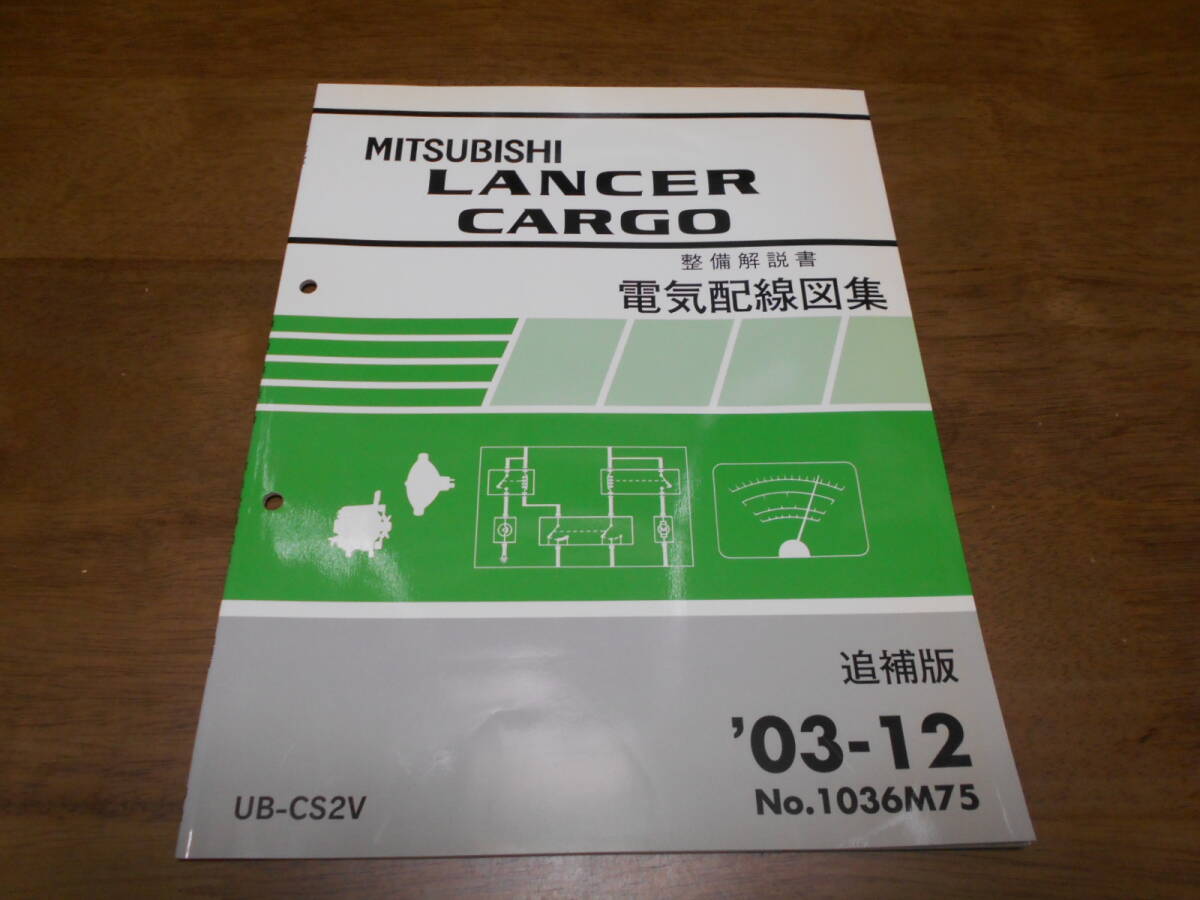 MITSUBISHI
LANCER
CARGO
整備解説書
電気配線図集
追補版
'03-12
No.1036M75
UB-CS2V